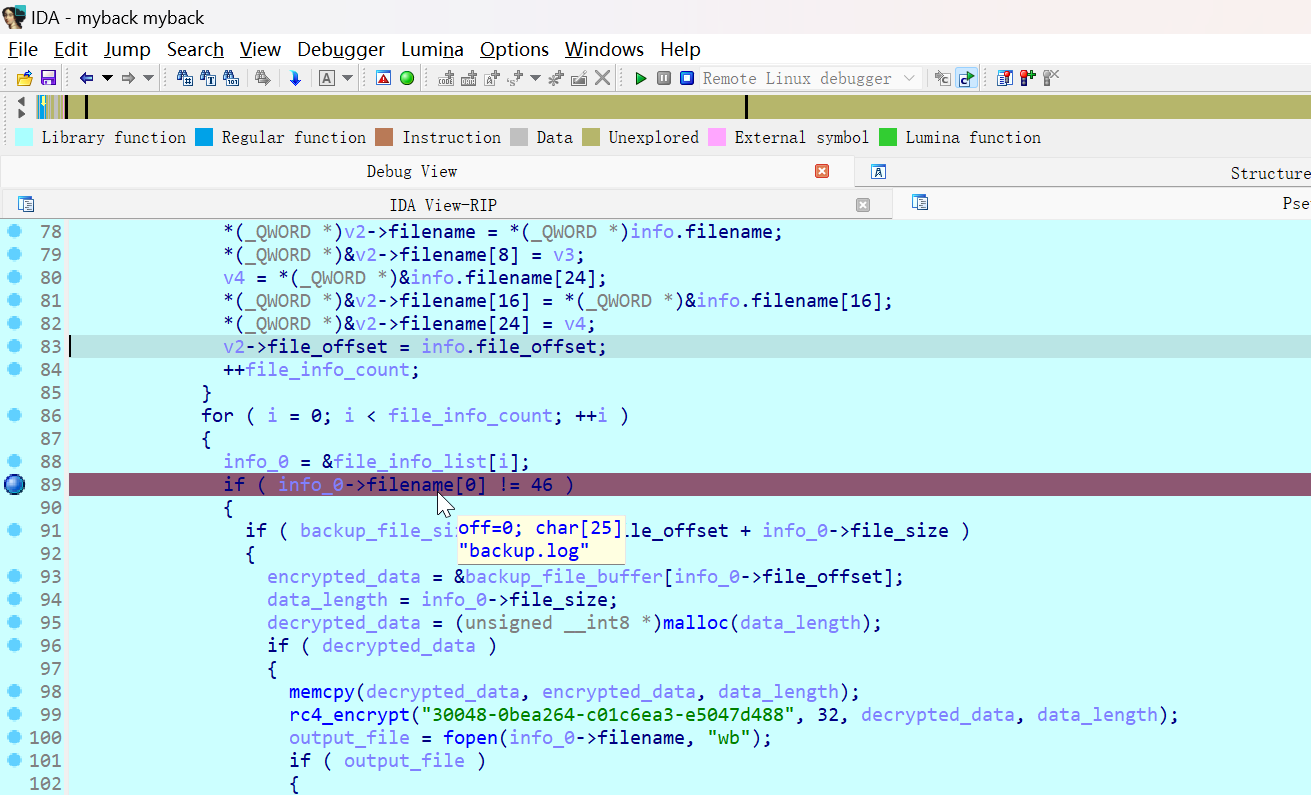 IDA - myback myback
File Edit Jump Search View Debugger Lumina Options Windows Help
Remote Linux debugger
Library function Regular function Instruction Data Unexplored External symbol Lumina function
Debug View
Structure
IDA View-RIP
Pse
78 *(_QWORD *)v2->filename = *(_QWORD *)info.filename;
79 *(_QWORD *)&v2->filename[8] = v3;
80 v4 = *(_QWORD *)&info.filename[24];
81 *(_QWORD *)&v2->filename[16] = *(_QWORD *)&info.filename[16];
82 *(_QWORD *)&v2->filename[24] = v4;
83 v2->file_offset = info.file_offset;
84 ++file_info_count;
85 }
86 for ( i = 0; i < file_info_count; ++i )
87 {
88 info_0 = &file_info_list[i];
89 if ( info_0->filename[0] != 46 )
90 {
off=0; char[25]
"backup.log"
91 if ( backup_file_si .le_offset + info_0->file_size )
92 {
93 encrypted_data = &backup_file_buffer[info_0->file_offset];
94 data_length = info_0->file_size;
95 decrypted_data = (unsigned __int8 *)malloc(data_length);
96 if ( decrypted_data )
97 {
98 memcpy(decrypted_data, encrypted_data, data_length);
99 rc4_encrypt("30048-0bea264-c01c6ea3-e5047d488", 32, decrypted_data, data_length);
100 output_file = fopen(info_0->filename, "wb");
101 if ( output_file )
102 {